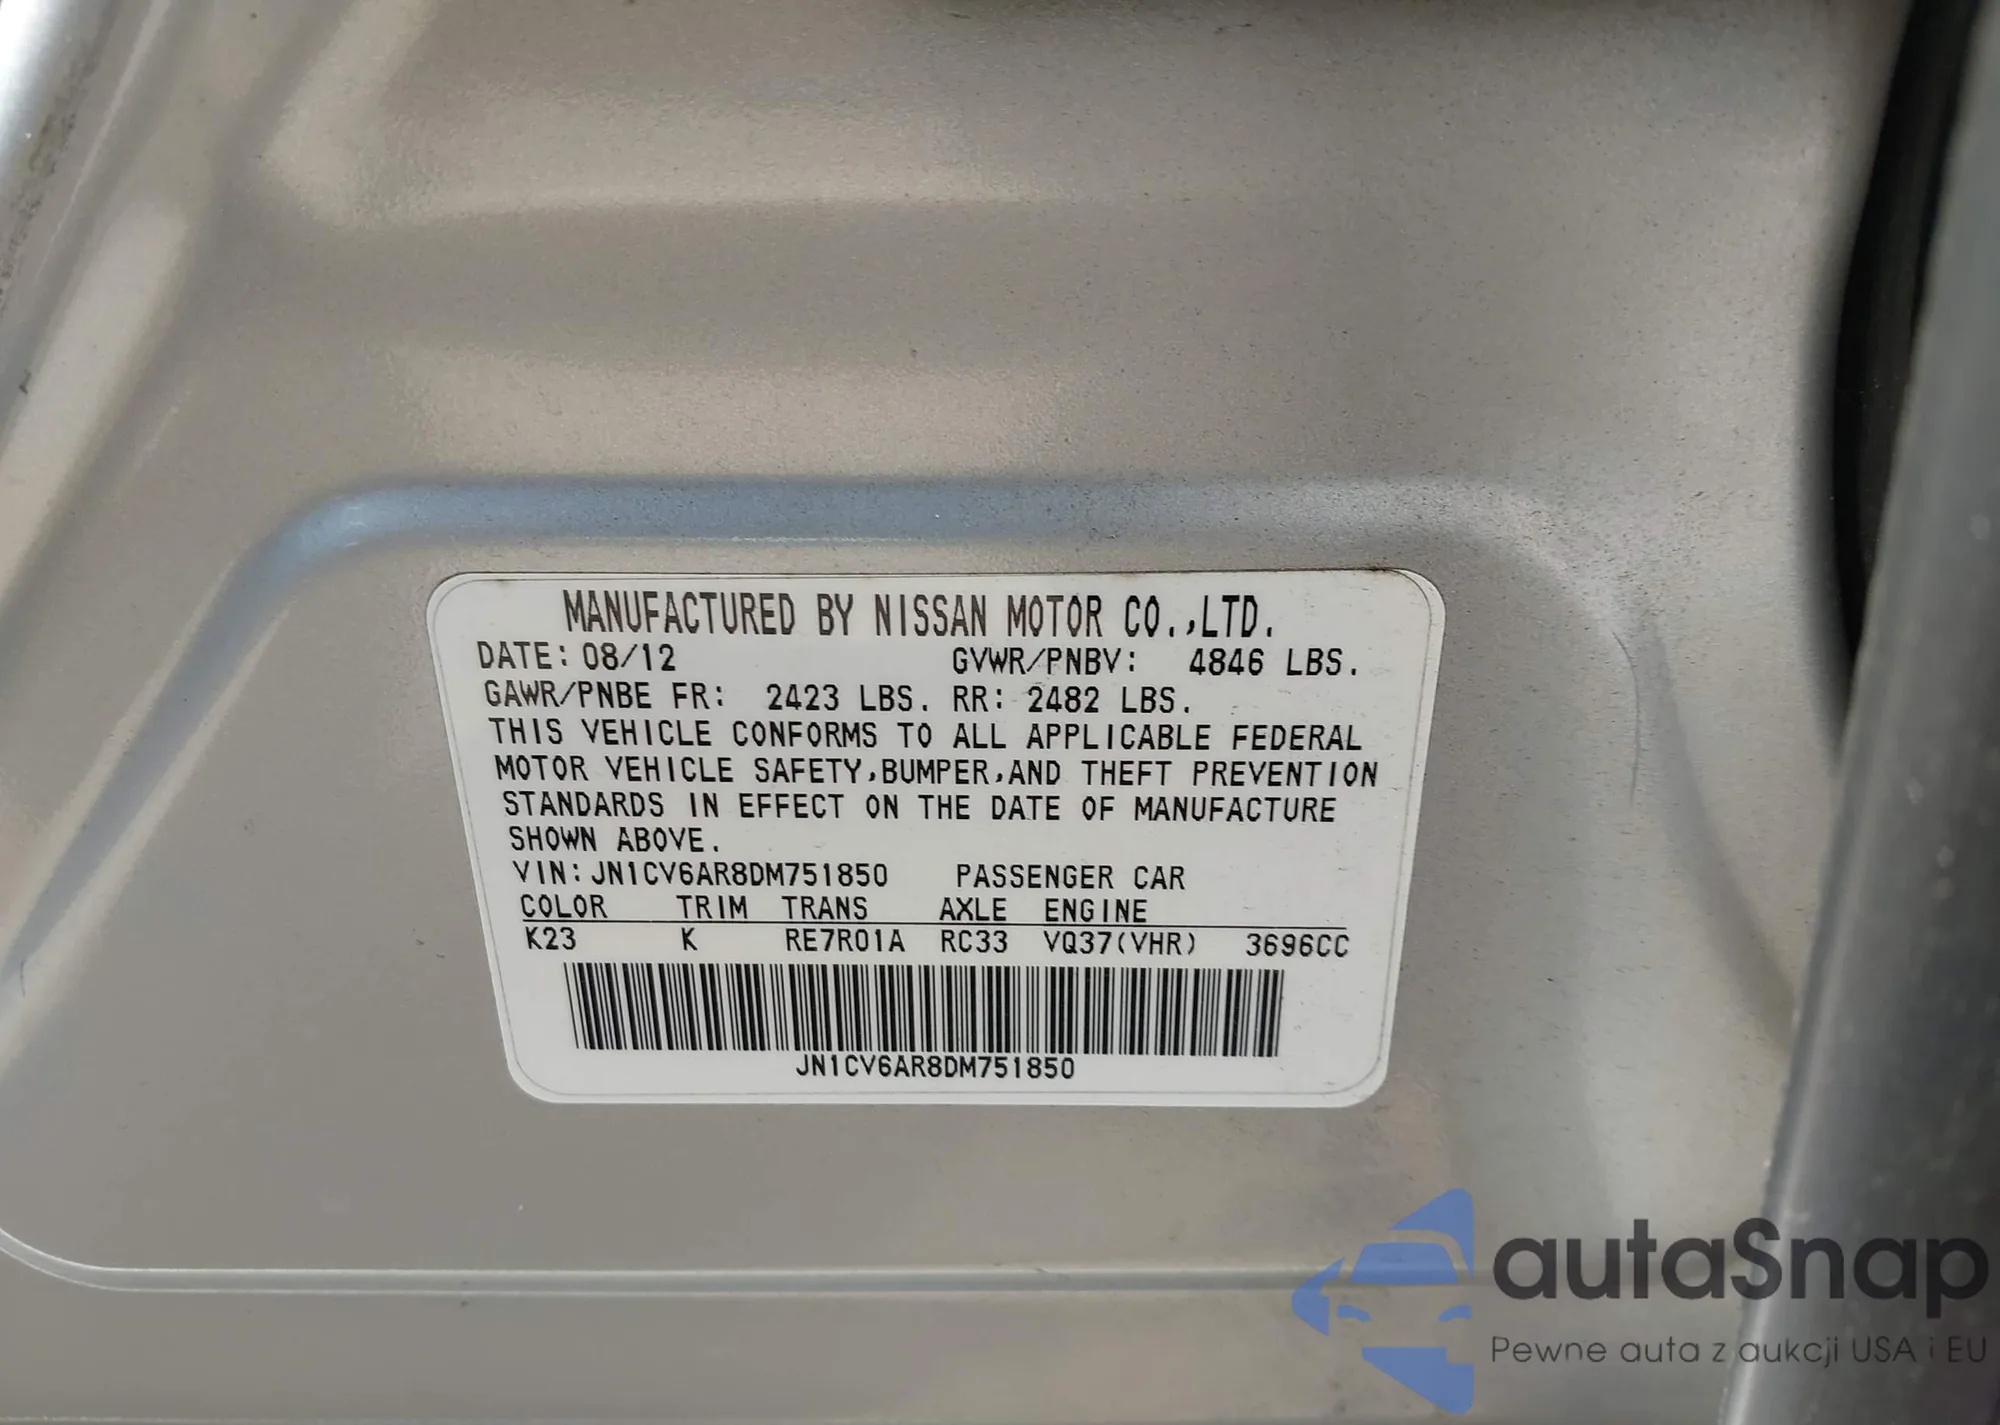 MANUFACTURED BY NISSAN MOTOR CO.,LTD.
DATE: 08/12 GVWR/PNBV: 4846 LBS.
GAWR/PNBE FR: 2423 LBS. RR: 2482 LBS.
THIS VEHICLE CONFORMS TO ALL APPLICABLE FEDERAL
MOTOR VEHICLE SAFETY,BUMPER,AND THEFT PREVENTION
STANDARDS IN EFFECT ON THE DATE OF MANUFACTURE
SHOWN ABOVE.
VIN: JN1CV6AR8DM751850 PASSENGER CAR
COLOR TRIM TRANS AXLE ENGINE
K23 K RE7R01A RC33 VQ37(VHR) 3696CC
JN1CV6AR8DM751850
autaSnap
Pewne auta z aukcji USA i EU